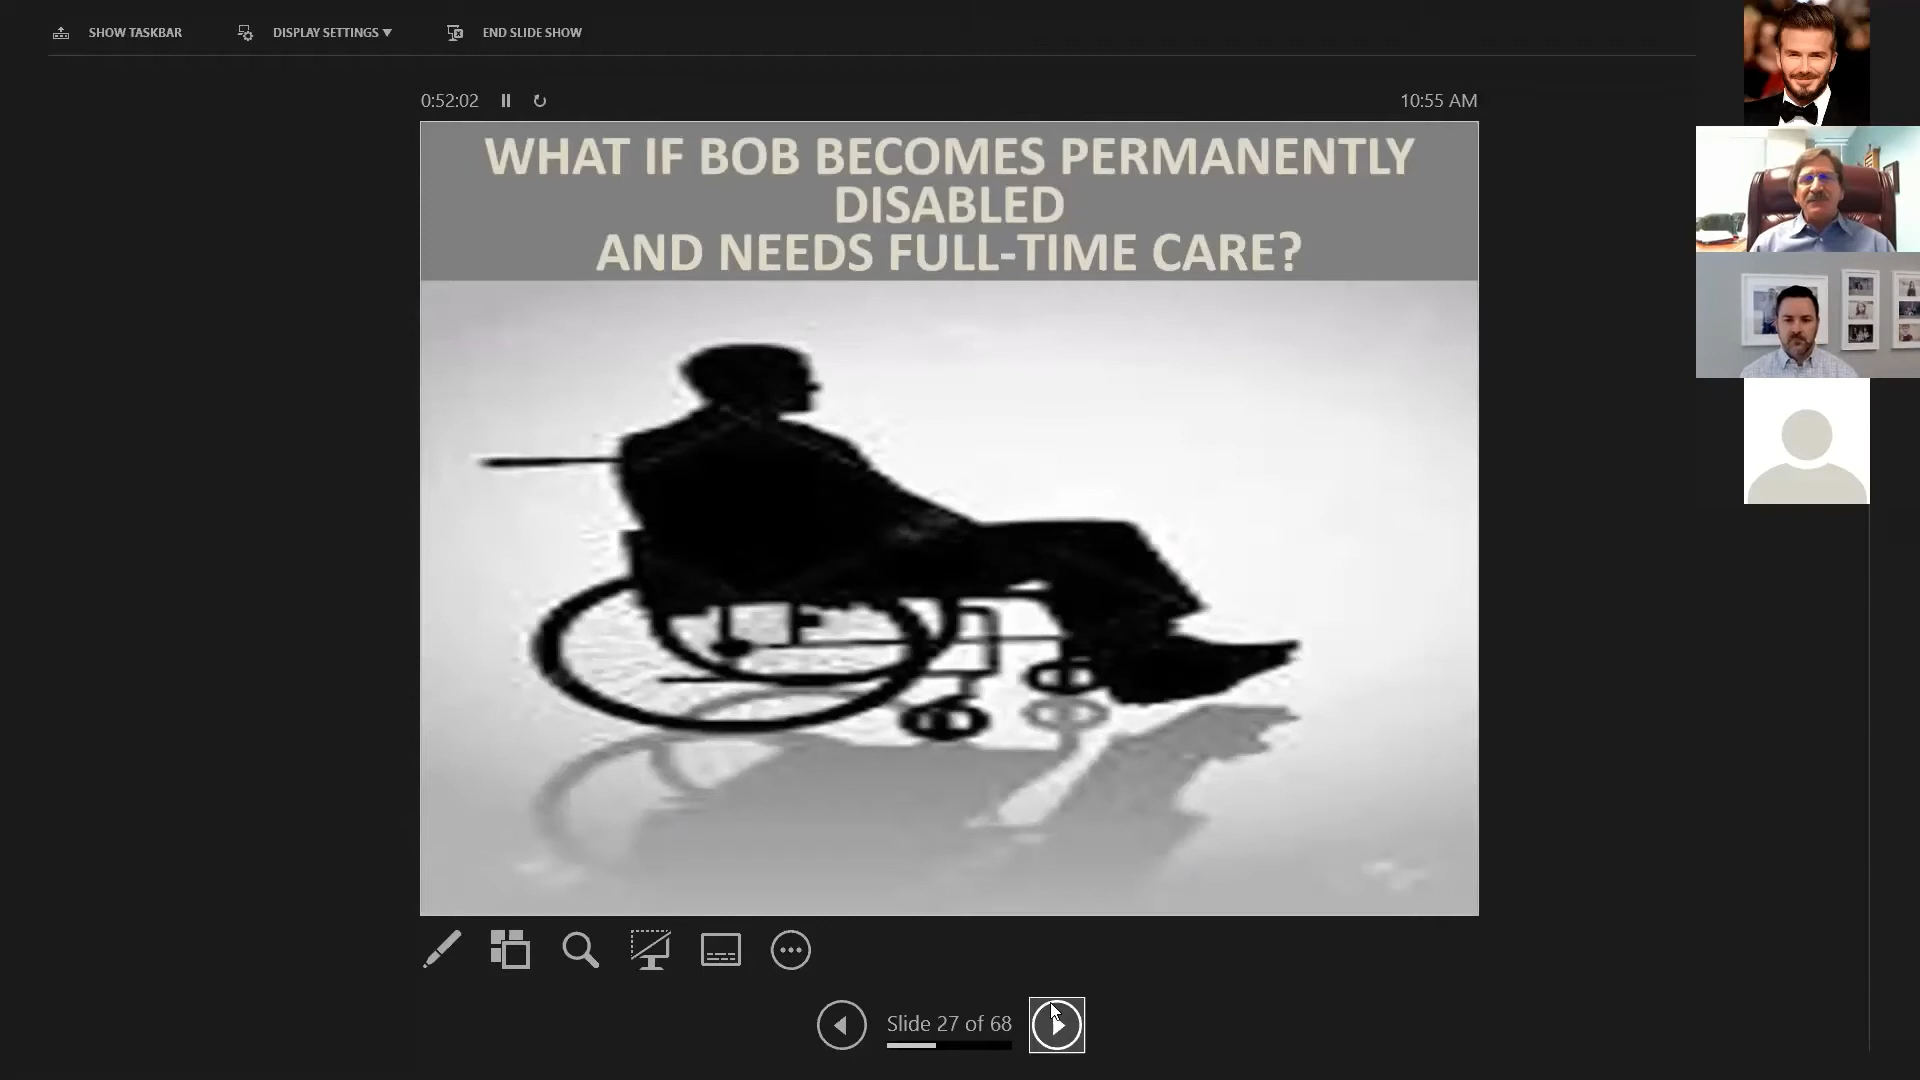 SHOW TASKBAR
DISPLAY SETTINGS ▼
END SLIDE SHOW
0:52:02
10:55 AM
WHAT IF BOB BECOMES PERMANENTLY
DISABLED
AND NEEDS FULL-TIME CARE?
Slide 27 of 68